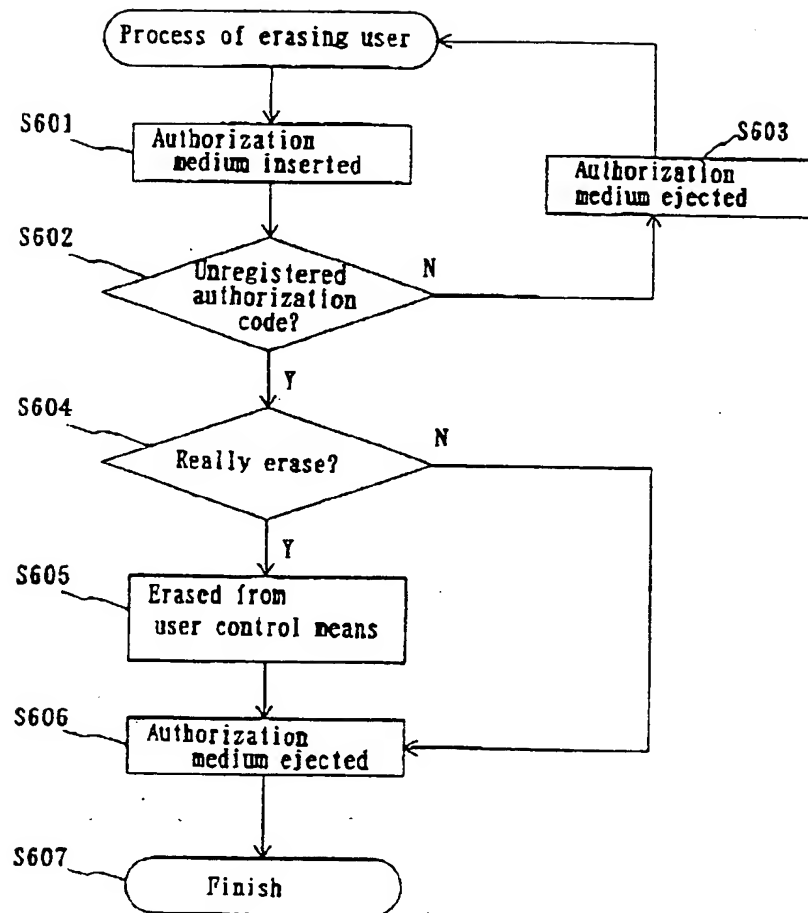 Process of erasing user
S601
Authorization
medium inserted
S603
Authorization
medium ejected
S602
Unregistered
authorization
code?
N
Y
S604
Really erase?
N
Y
S605
Erased from
user control means
S606
Authorization
medium ejected
S607
Finish